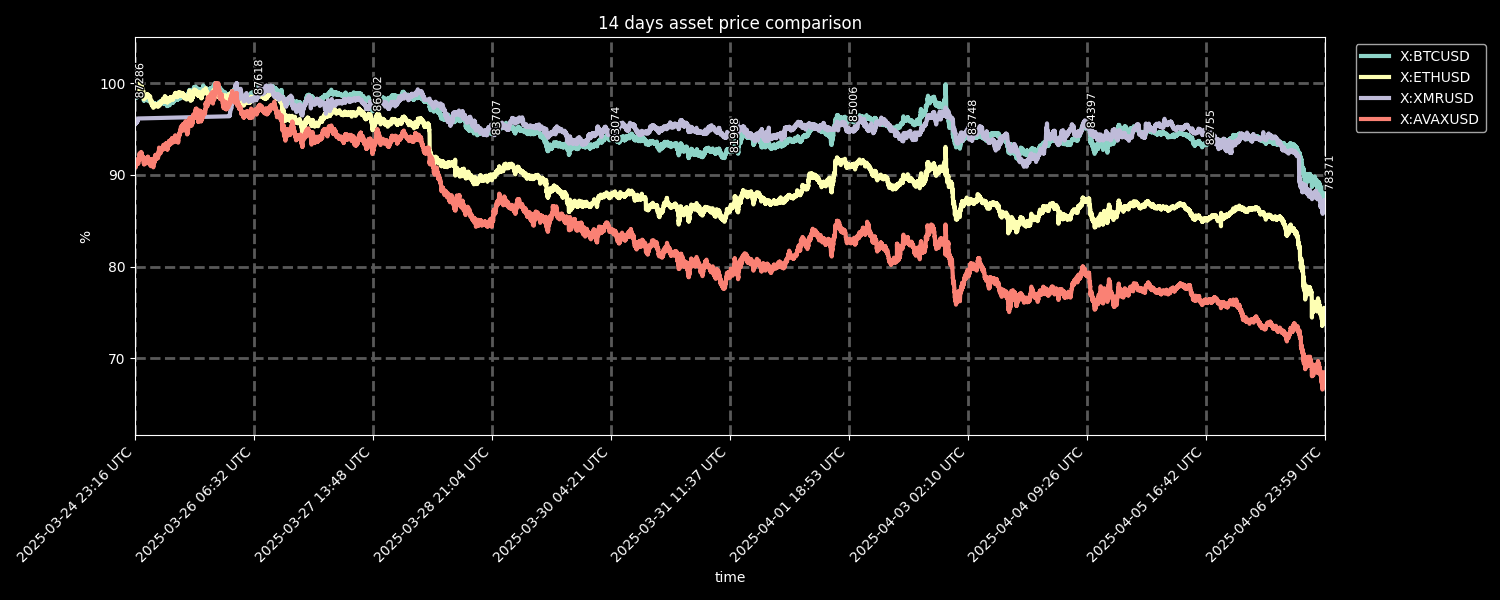 14 days asset price comparison
X:BTCUSD
X:ETHUSD
X:XMRUSD
X:AVAXUSD
100
90
80
70
%
87286
87618
86002
83707
83074
81998
85006
83748
84397
82755
78371
2025-03-24 23:16 UTC
2025-03-26 06:32 UTC
2025-03-27 13:48 UTC
2025-03-28 21:04 UTC
2025-03-30 04:21 UTC
2025-03-31 11:37 UTC
2025-04-01 18:53 UTC
2025-04-03 02:10 UTC
2025-04-04 09:26 UTC
2025-04-05 16:42 UTC
2025-04-06 23:59 UTC
time